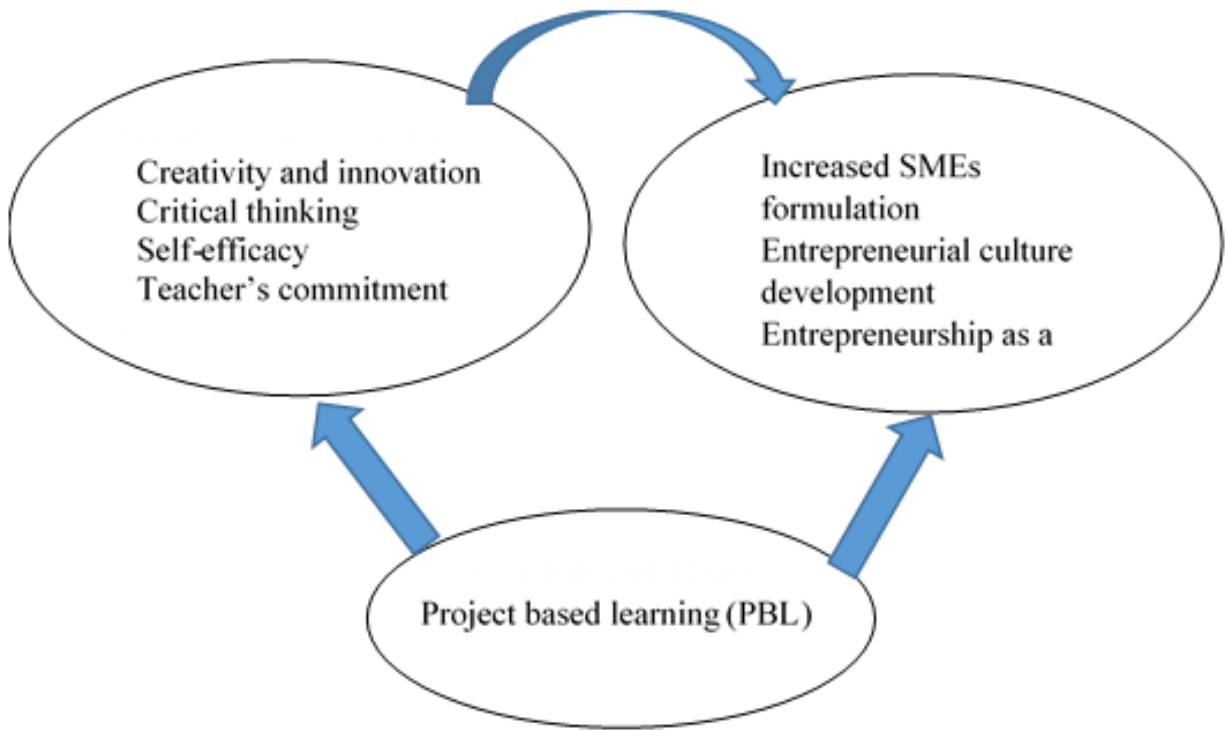 Creativity and innovation
Critical thinking
Self-efficacy
Teacher's commitment
Increased SMEs
formulation
Entrepreneurial culture
development
Entrepreneurship as a
Project based learning (PBL)